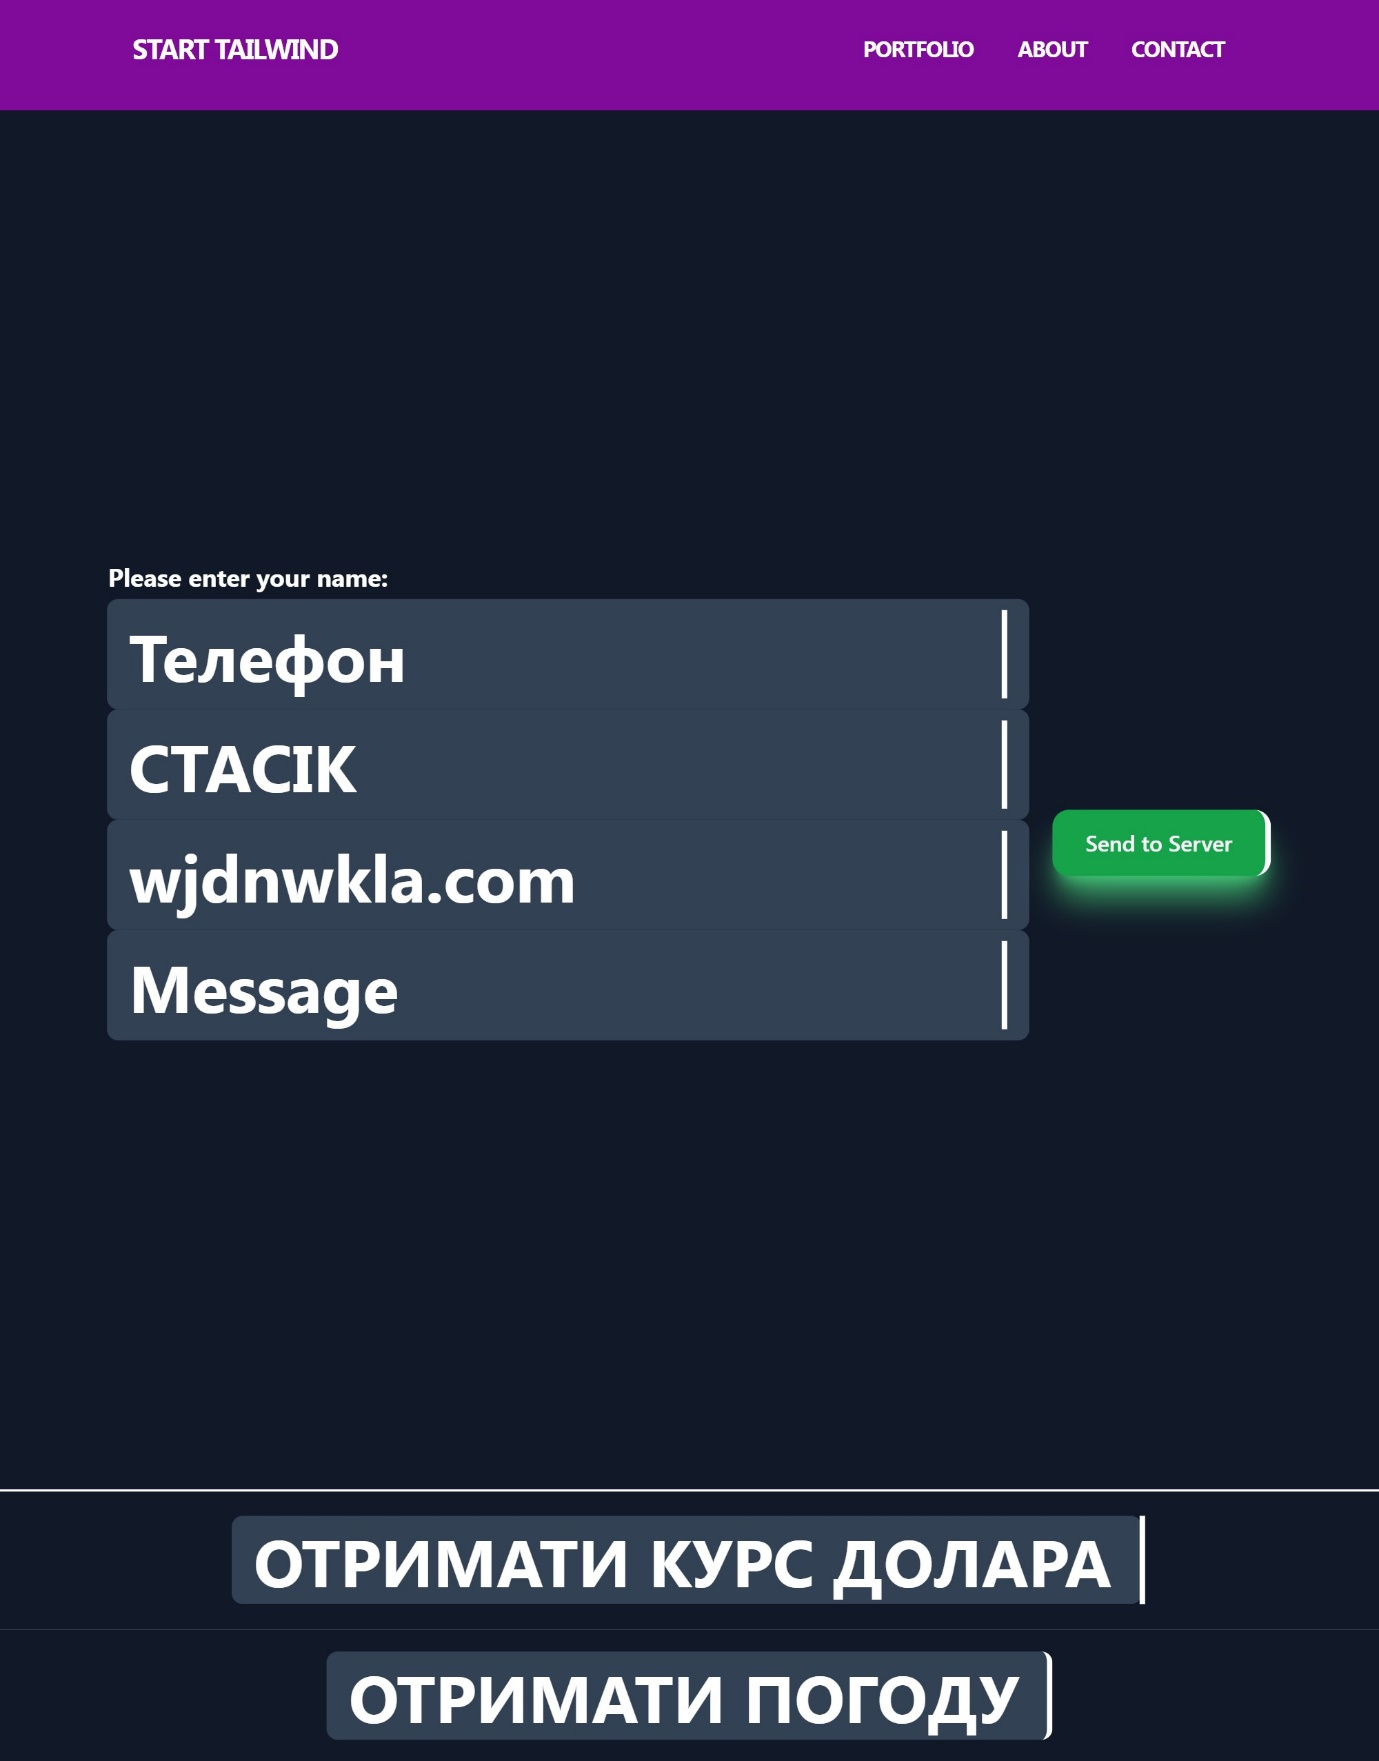 START TAILWIND
PORTFOLIO ABOUT CONTACT
Please enter your name:
Телефон
СТАСІК
wjdnwkla.com
Send to Server
Message
ОТРИМАТИ КУРС ДОЛАРА
ОТРИМАТИ ПОГОДУ